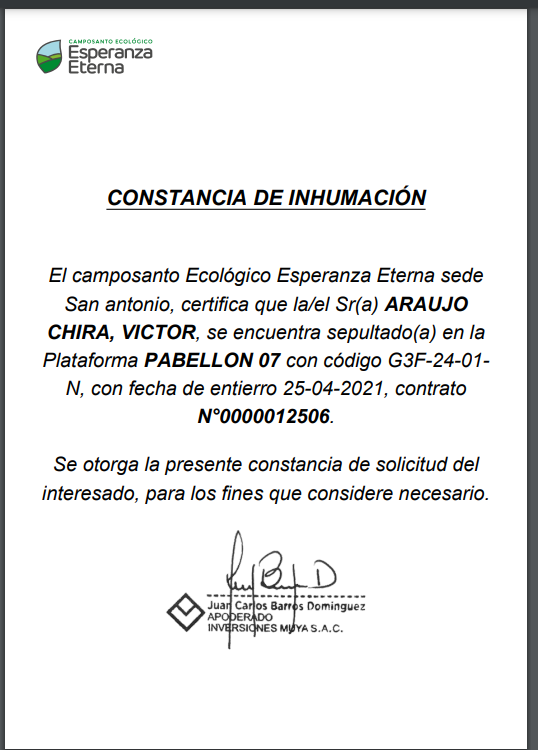 CAMPOSANTO ECOLÓGICO
Esperanza
Eterna
CONSTANCIA DE INHUMACIÓN
El camposanto Ecológico Esperanza Eterna sede
San antonio, certifica que la/el Sr(a) ARAUJO
CHIRA, VICTOR, se encuentra sepultado(a) en la
Plataforma PABELLON 07 con código G3F-24-01-
N, con fecha de entierro 25-04-2021, contrato
N°0000012506.
Se otorga la presente constancia de solicitud del
interesado, para los fines que considere necesario.
Juan Carlos Barros Dominguez
APODERADO
INVERSIONES MUYA S.A.C.